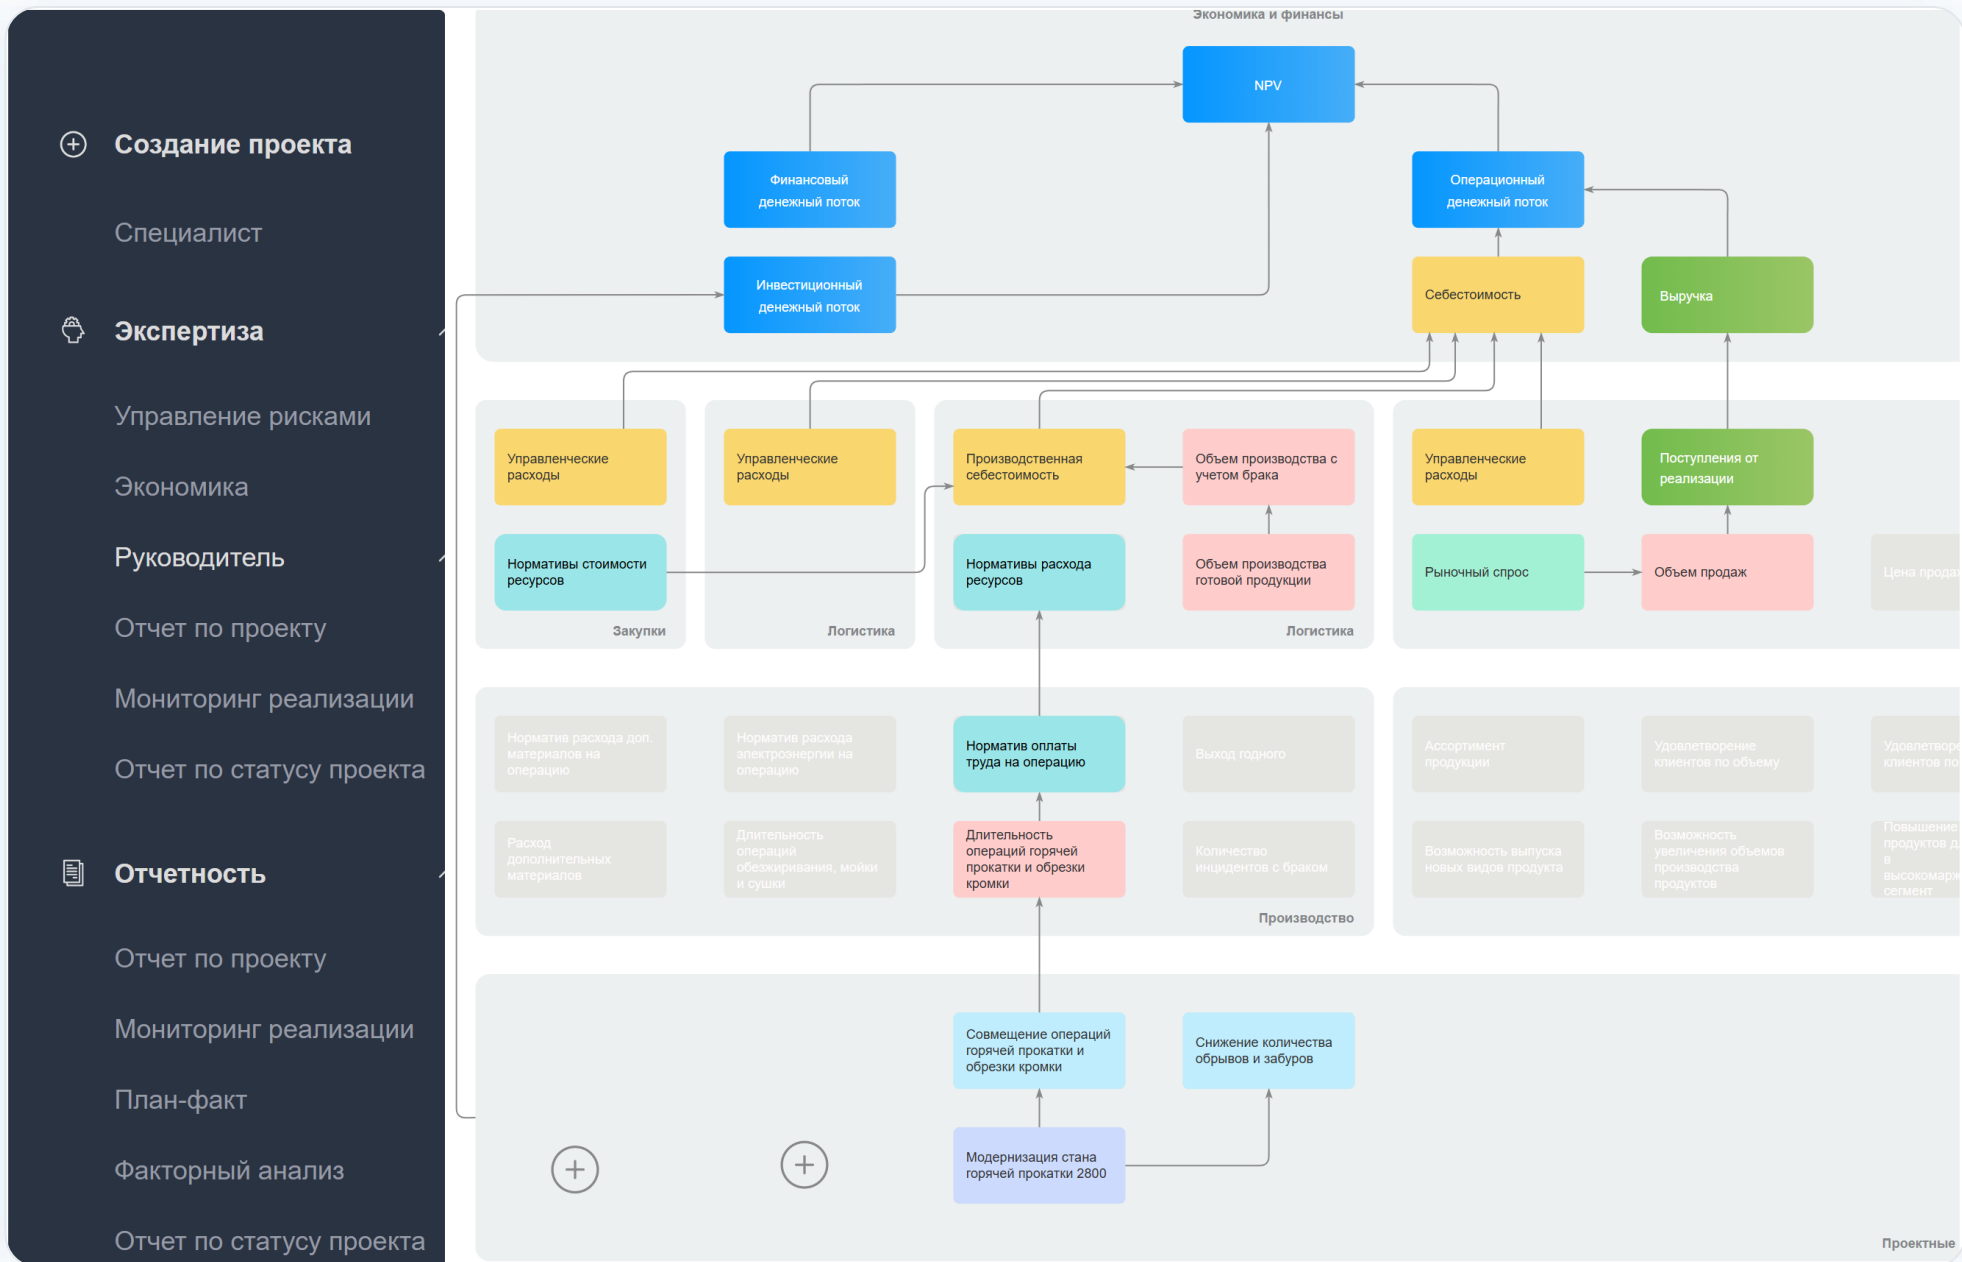 Создание проекта
Специалист
Экспертиза
Управление рисками
Экономика
Руководитель
Отчет по проекту
Мониторинг реализации
Отчет по статусу проекта
Отчетность
Отчет по проекту
Мониторинг реализации
План-факт
Факторный анализ
Отчет по статусу проекта
Экономика и финансы
NPV
Финансовый
денежный поток
Операционный
денежный поток
Инвестиционный
денежный поток
Себестоимость
Выручка
Управленческие
расходы
Управленческие
расходы
Производственная
себестоимость
Объем производства с
учетом брака
Управленческие
расходы
Поступления от
реализации
Нормативы стоимости
ресурсов
Нормативы расхода
ресурсов
Объем производства
готовой продукции
Рыночный спрос
Объем продаж
Цена
Закупки
Логистика
Логистика
Норматив расхода доп.
материалов на
операцию
Норматив расхода
электроэнергии на
операцию
Норматив оплаты
труда на операцию
Выход годного
Ассортимент
продукции
Удовлетворение
клиентов по объему
клиентов по
Расход
дополнительных
материалов
Длительность
операций
обезжиривания, мойки
и сушки
Длительность
операций горячей
прокатки и обрезки
кромки
Количество
инцидентов с браком
Возможность выпуска
новых видов продукта
Возможность
увеличения объемов
производства
продуктов
Повышение
продуктов
в
сегмент
Производство
Совмещение операций
горячей прокатки и
обрезки кромки
Снижение количества
обрывов и забуров
Модернизация стана
горячей прокатки 2800
Проектные